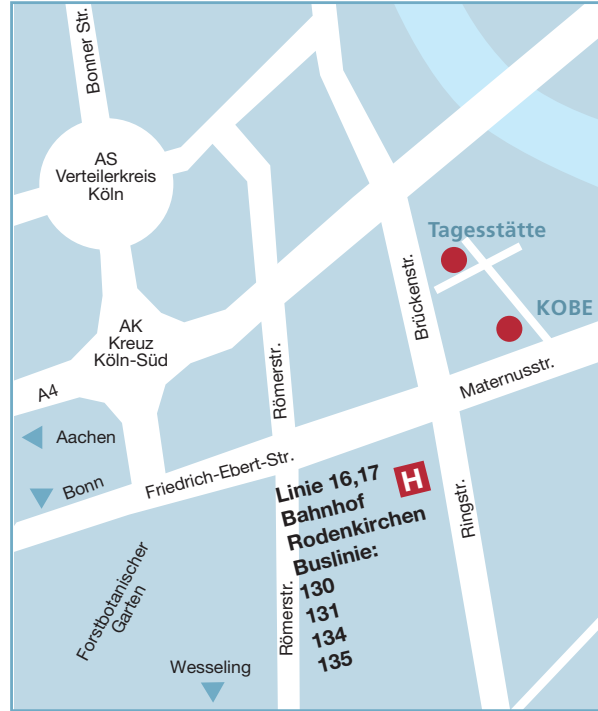 Bonner Str.
AS
Verteilerkreis
Köln
Tagesstätte
Brückenstr.
KOBE
AK
Kreuz
Köln-Süd
Römerstr.
Maternusstr.
A4
Aachen
Bonn
Friedrich-Ebert-Str.
H
Linie 16,17
Bahnhof
Rodenkirchen
Buslinie:
130
131
134
135
Ringstr.
Forstbotanischer
Garten
Römerstr.
Wesseling